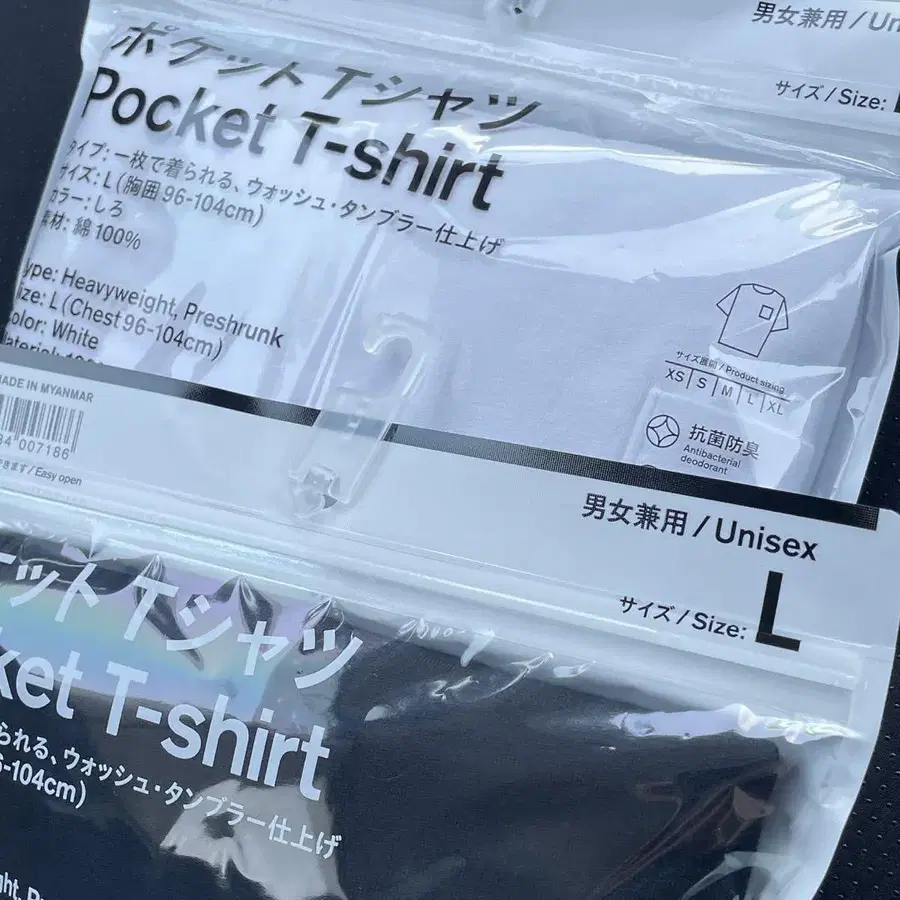 男女兼用 / Un
サイズ / Size:
ポケット Tシャツ
Pocket T-shirt
タイプ: 一枚で着られる、ウォッシュ・タンブラー仕上げ
サイズ: L (胸囲 96-104cm)
カラー: しろ
素材: 綿 100%
ype: Heavyweight, Preshrunk
ize: L (Chest 96-104cm)
olor: White
サイズ展開 / Product sizing
XS S M L XL
抗菌防臭
Antibacterial
deodorant
MADE IN MYANMAR
84 007186
きます / Easy open
男女兼用 / Unisex
サイズ / Size: L
ケット Tシャツ
ket T-shirt
られる、ウォッシュ・タンブラー仕上げ
6-104cm)